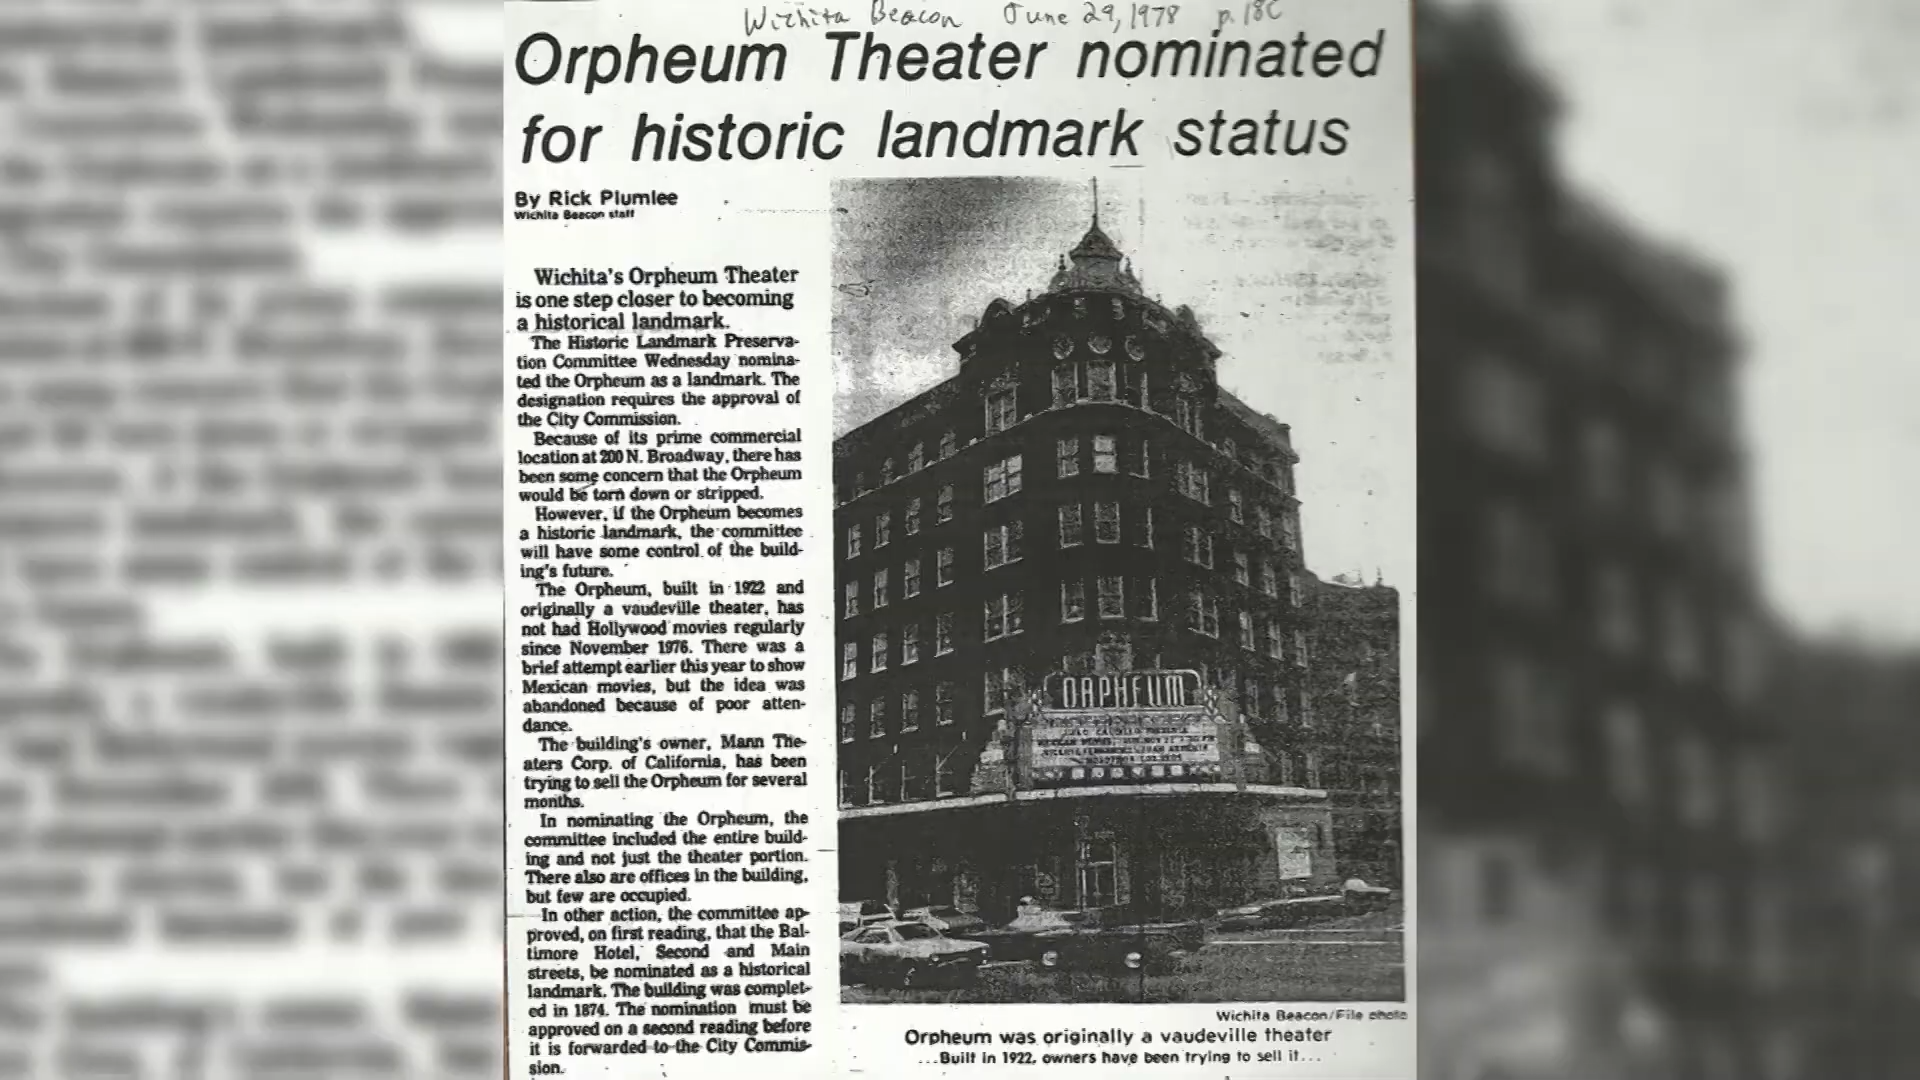 Wichita Beacon June 29, 1978 p. 18C
Orpheum Theater nominated
for historic landmark status
By Rick Plumlee
Wichita Beacon staff
Wichita's Orpheum Theater
is one step closer to becoming
a historical landmark.
The Historic Landmark Preserva-
tion Committee Wednesday nomina-
ted the Orpheum as a landmark. The
designation requires the approval of
the City Commission.
Because of its prime commercial
location at 200 N. Broadway, there has
been some concern that the Orpheum
would be torn down or stripped.
However, if the Orpheum becomes
a historic landmark, the committee
will have some control of the build-
ing's future.
The Orpheum, built in 1922 and
originally a vaudeville theater, has
not had Hollywood movies regularly
since November 1976. There was a
brief attempt earlier this year to show
Mexican movies, but the idea was
abandoned because of poor atten-
dance.
The building's owner, Mann The-
aters Corp. of California, has been
trying to sell the Orpheum for several
months.
In nominating the Orpheum, the
committee included the entire build-
ing and not just the theater portion.
There also are offices in the building,
but few are occupied.
In other action, the committee ap-
proved, on first reading, that the Bal-
timore Hotel, Second and Main
streets, be nominated as a historical
landmark. The building was complet-
ed in 1874. The nomination must be
approved on a second reading before
it is forwarded to the City Commis-
sion.
ORPHEUM
Wichita Beacon/File photo
Orpheum was originally a vaudeville theater
...Built in 1922, owners have been trying to sell it...